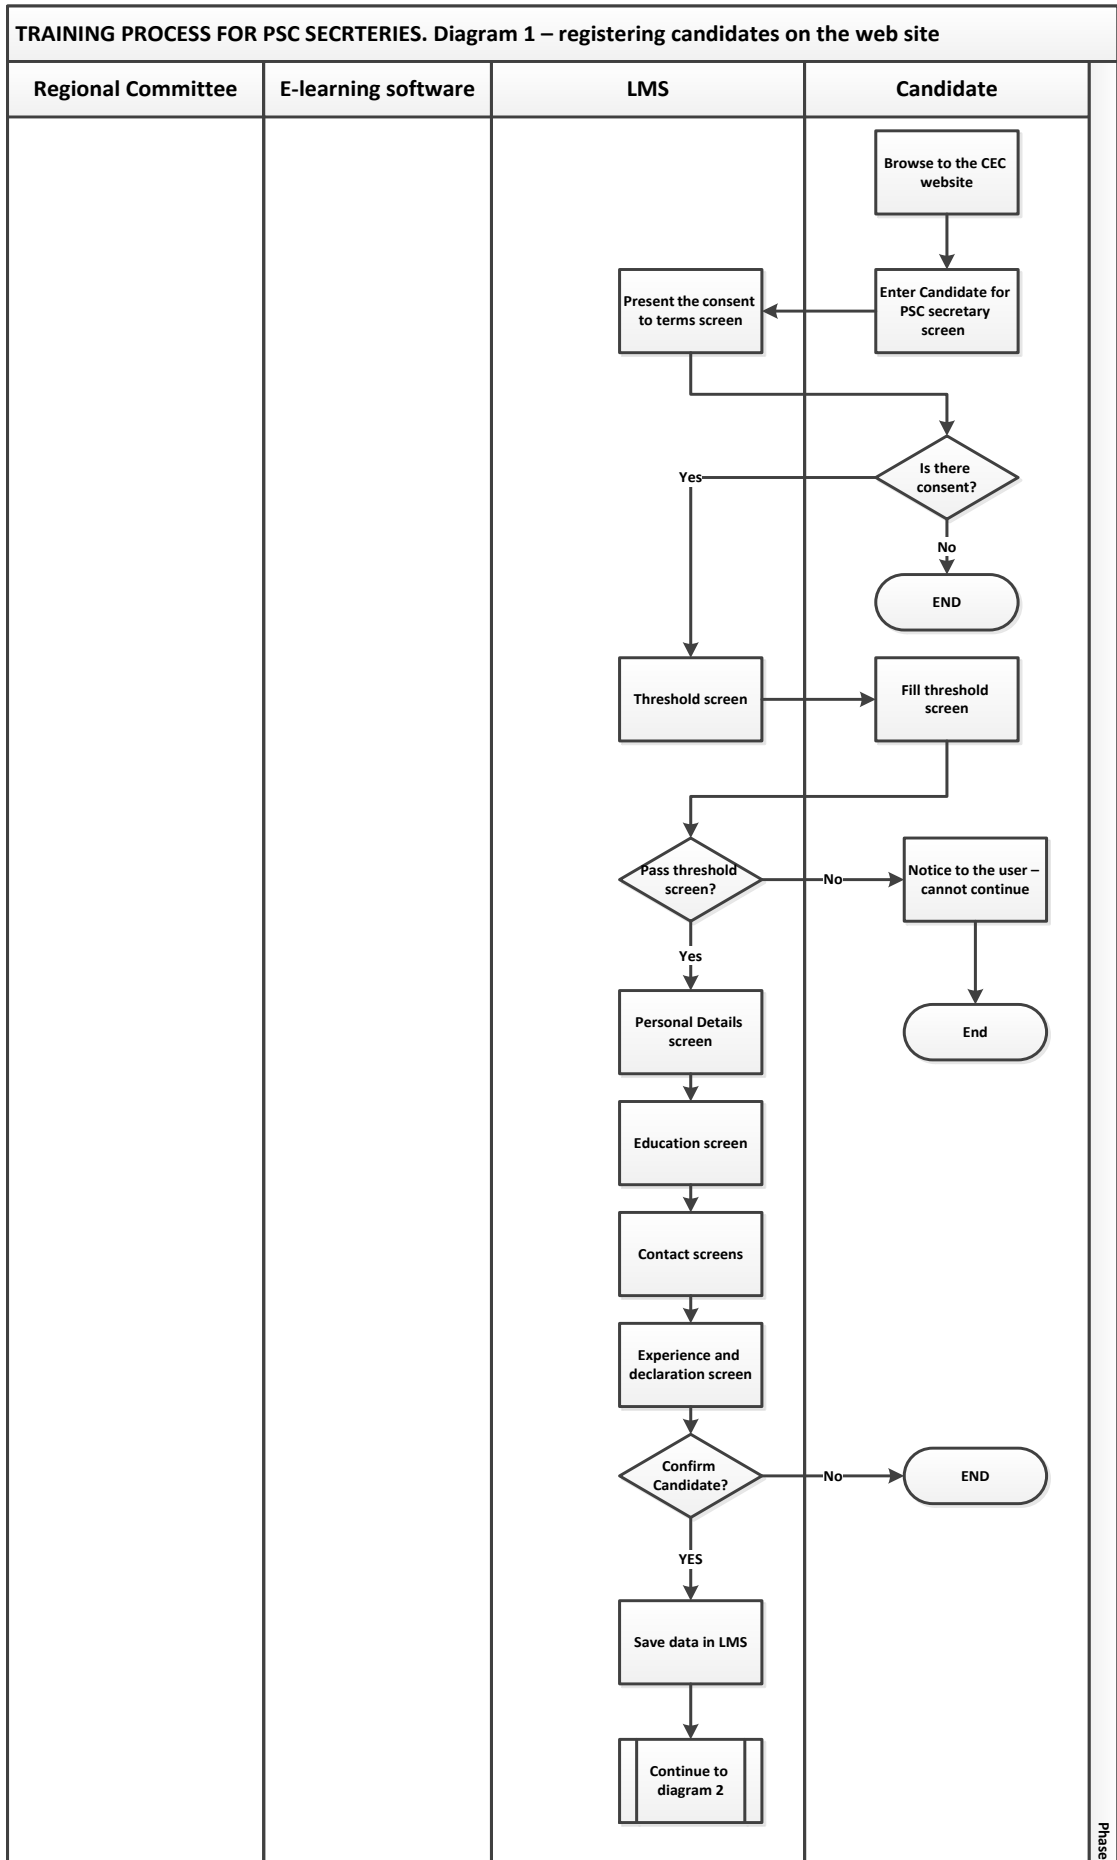 TRAINING PROCESS FOR PSC SECRTERIES. Diagram 1 – registering candidates on the web site
Regional Committee
E-learning software
LMS
Candidate
Browse to the CEC
website
Enter Candidate for
PSC secretary
screen
Present the consent
to terms screen
Is there
consent?
Yes
No
END
Threshold screen
Fill threshold
screen
Pass threshold
screen?
No
Notice to the user –
cannot continue
Yes
End
Personal Details
screen
Education screen
Contact screens
Experience and
declaration screen
Confirm
Candidate?
No
END
YES
Save data in LMS
Continue to
diagram 2
Phase